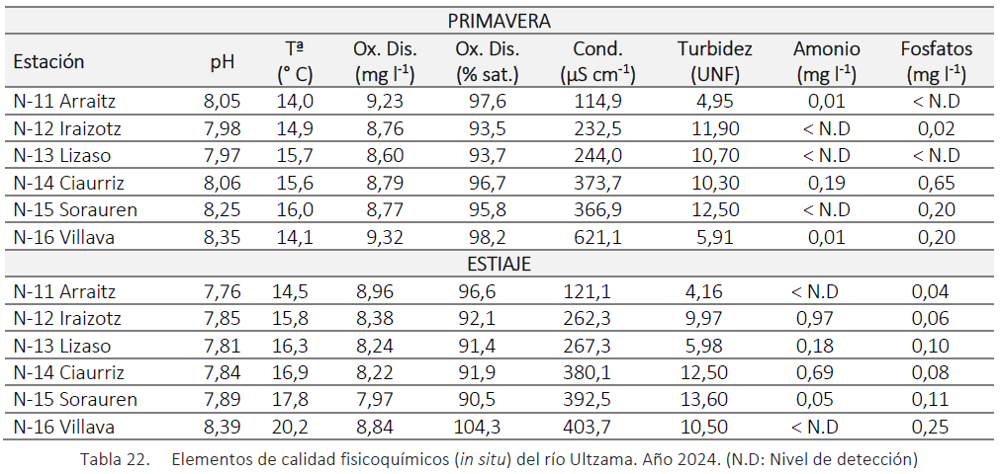 PRIMAVERA
Estación pH Tª (° C) Ox. Dis. (mg l-1) Ox. Dis. (% sat.) Cond. (µS cm-1) Turbidez (UNF) Amonio (mg l-1) Fosfatos (mg l-1)
N-11 Arraitz 8,05 14,0 9,23 97,6 114,9 4,95 0,01 < N.D
N-12 Iraizotz 7,98 14,9 8,76 93,5 232,5 11,90 < N.D 0,02
N-13 Lizaso 7,97 15,7 8,60 93,7 244,0 10,70 < N.D < N.D
N-14 Ciaurriz 8,06 15,6 8,79 96,7 373,7 10,30 0,19 0,65
N-15 Sorauren 8,25 16,0 8,77 95,8 366,9 12,50 < N.D 0,20
N-16 Villava 8,35 14,1 9,32 98,2 621,1 5,91 0,01 0,20
ESTIAJE
N-11 Arraitz 7,76 14,5 8,96 96,6 121,1 4,16 < N.D 0,04
N-12 Iraizotz 7,85 15,8 8,38 92,1 262,3 9,97 0,97 0,06
N-13 Lizaso 7,81 16,3 8,24 91,4 267,3 5,98 0,18 0,10
N-14 Ciaurriz 7,84 16,9 8,22 91,9 380,1 12,50 0,69 0,08
N-15 Sorauren 7,89 17,8 7,97 90,5 392,5 13,60 0,05 0,11
N-16 Villava 8,39 20,2 8,84 104,3 403,7 10,50 < N.D 0,25
Tabla 22. Elementos de calidad fisicoquímicos (in situ) del río Ultzama. Año 2024. (N.D: Nivel de detección)